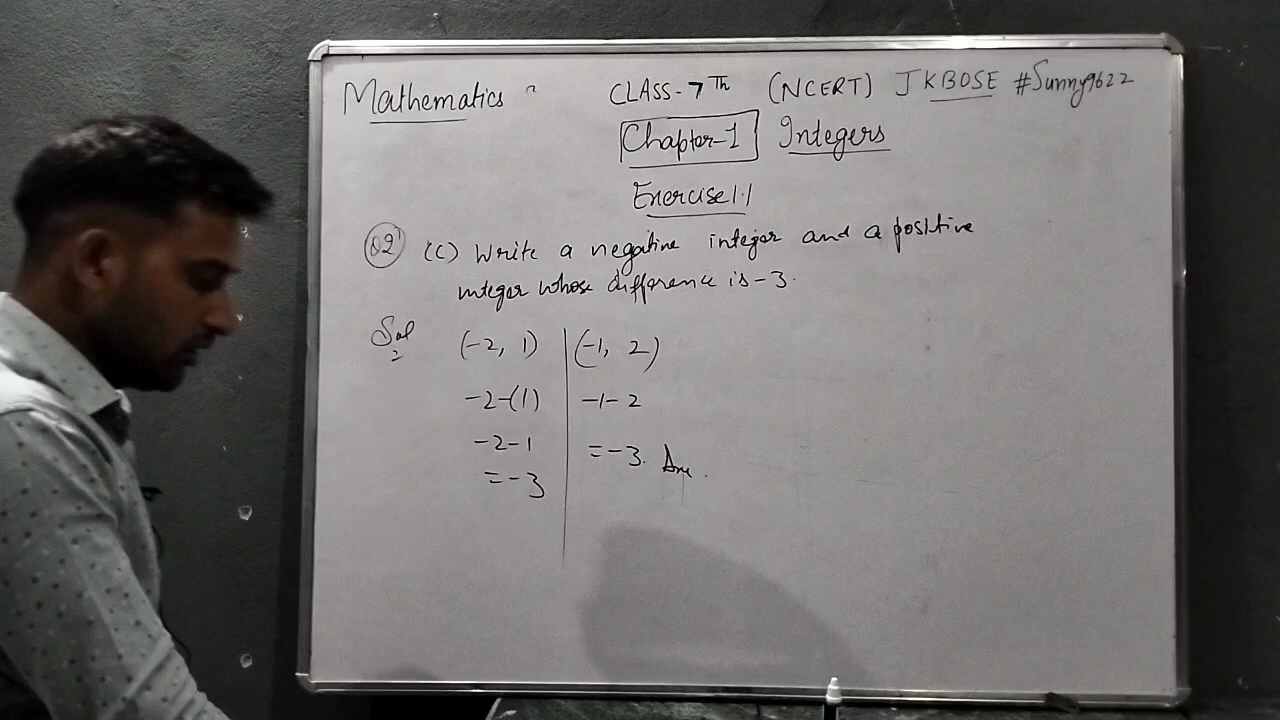 Mathematics CLASS-7Th (NCERT) JKBOSE #Sunny9622
Chapter-1 Integers
Exercise 1.1
Q2 (C) Write a negative integer and a positive
integer whose difference is -3.
Sol (-2, 1) (-1, 2)
-2-(1) -1-2
-2-1 =-3. Ans.
=-3